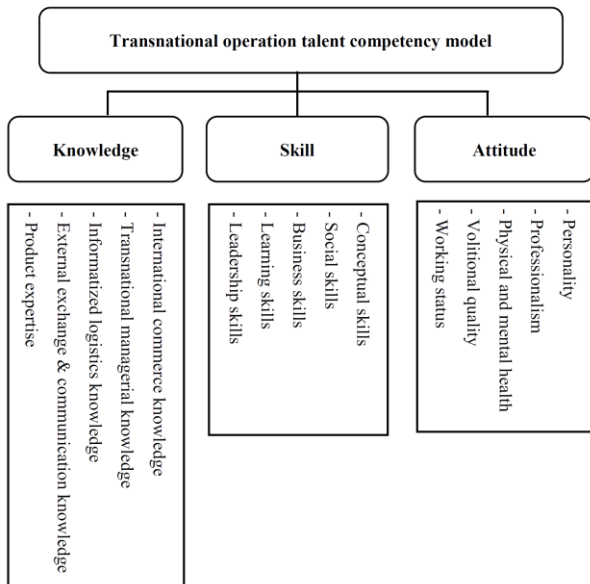 Transnational operation talent competency model
Knowledge
- International commerce knowledge
- Transnational managerial knowledge
- Informatized logistics knowledge
- External exchange & communication knowledge
- Product expertise
Skill
- Conceptual skills
- Social skills
- Business skills
- Learning skills
- Leadership skills
Attitude
- Personality
- Professionalism
- Physical and mental health
- Volitional quality
- Working status